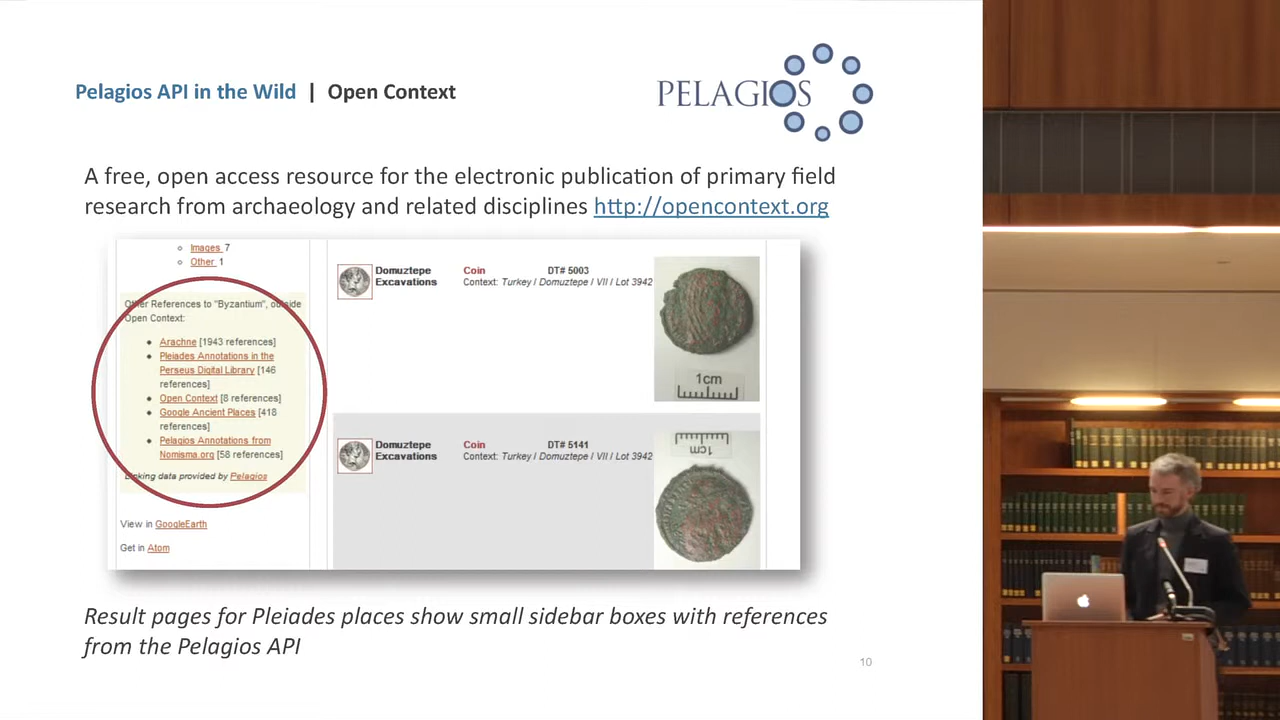 Pelagios API in the Wild | Open Context
PELAGIOS
A free, open access resource for the electronic publication of primary field
research from archaeology and related disciplines http://opencontext.org
Images 7
Other 1
Other References to "Byzantium", outside
Open Context:
Arachne [1943 references]
Pleiades Annotations in the
Perseus Digital Library [146
references]
Open Context [8 references]
Google Ancient Places [418
references]
Pelagios Annotations from
Nomisma.org [58 references]
Linking data provided by Pelagios
View in GoogleEarth
Get in Atom
Domuztepe
Excavations
Coin
DT# 5003
Context: Turkey / Domuztepe / VII / Lot 3942
1cm
Domuztepe
Excavations
Coin
DT# 5141
Context: Turkey / Domuztepe / VII / Lot 3942
1cm
Result pages for Pleiades places show small sidebar boxes with references
from the Pelagios API
10